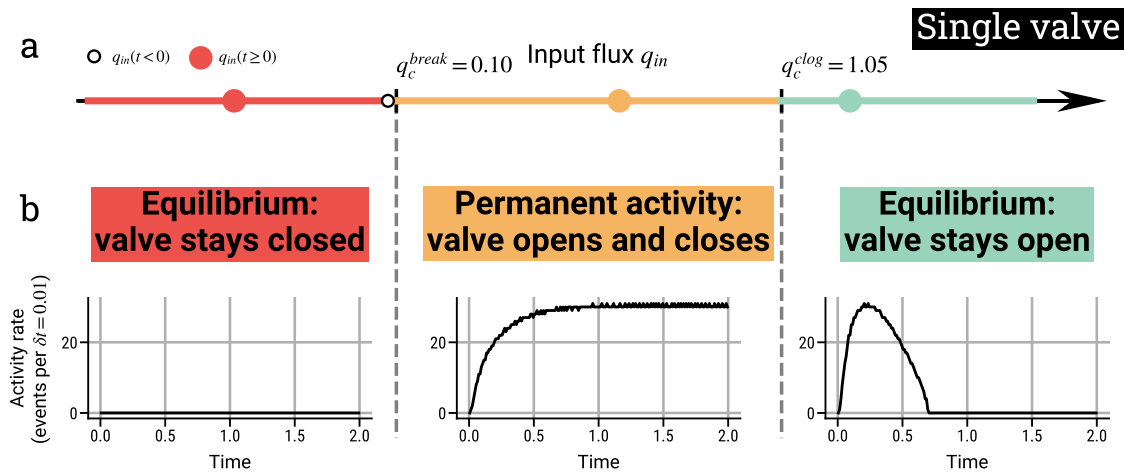 Single valve
a
q_in(t<0)
q_in(t≥0)
q_c^break=0.10
Input flux q_in
q_c^clog=1.05
b
Equilibrium:
valve stays closed
Permanent activity:
valve opens and closes
Equilibrium:
valve stays open
Activity rate
(events per δt=0.01)
20
0
0.0 0.5 1.0 1.5 2.0
Time
20
0
0.0 0.5 1.0 1.5 2.0
Time
20
0
0.0 0.5 1.0 1.5 2.0
Time